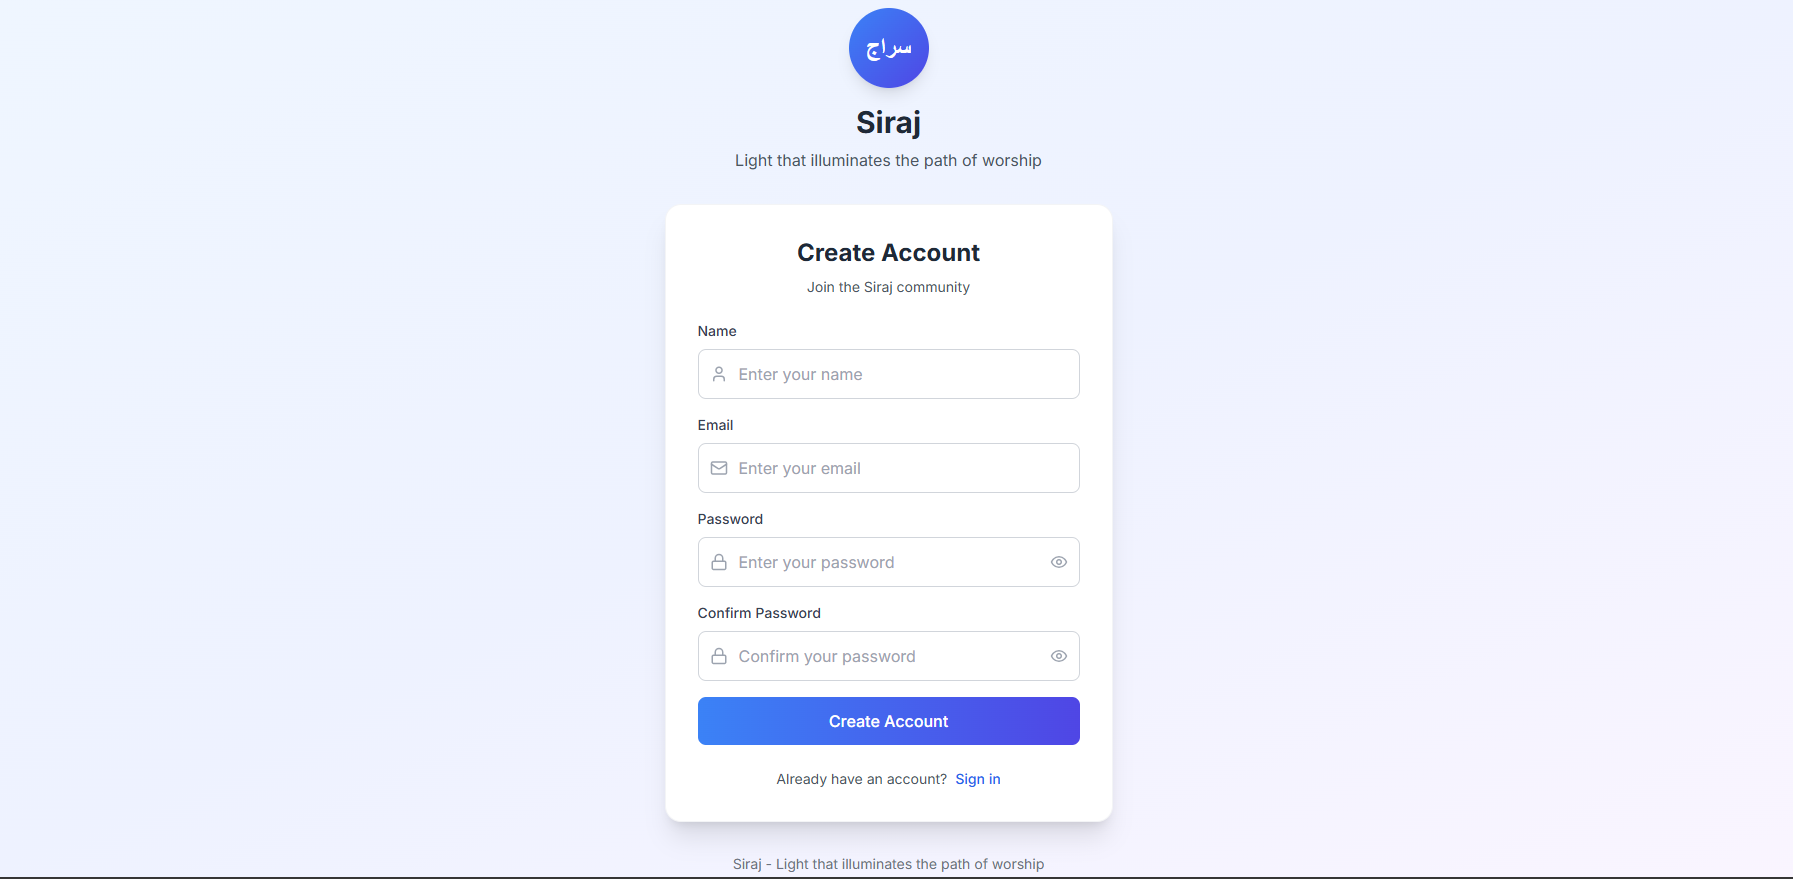 سراج
Siraj
Light that illuminates the path of worship
Create Account
Join the Siraj community
Name
Enter your name
Email
Enter your email
Password
Enter your password
Confirm Password
Confirm your password
Create Account
Already have an account? Sign in
Siraj - Light that illuminates the path of worship